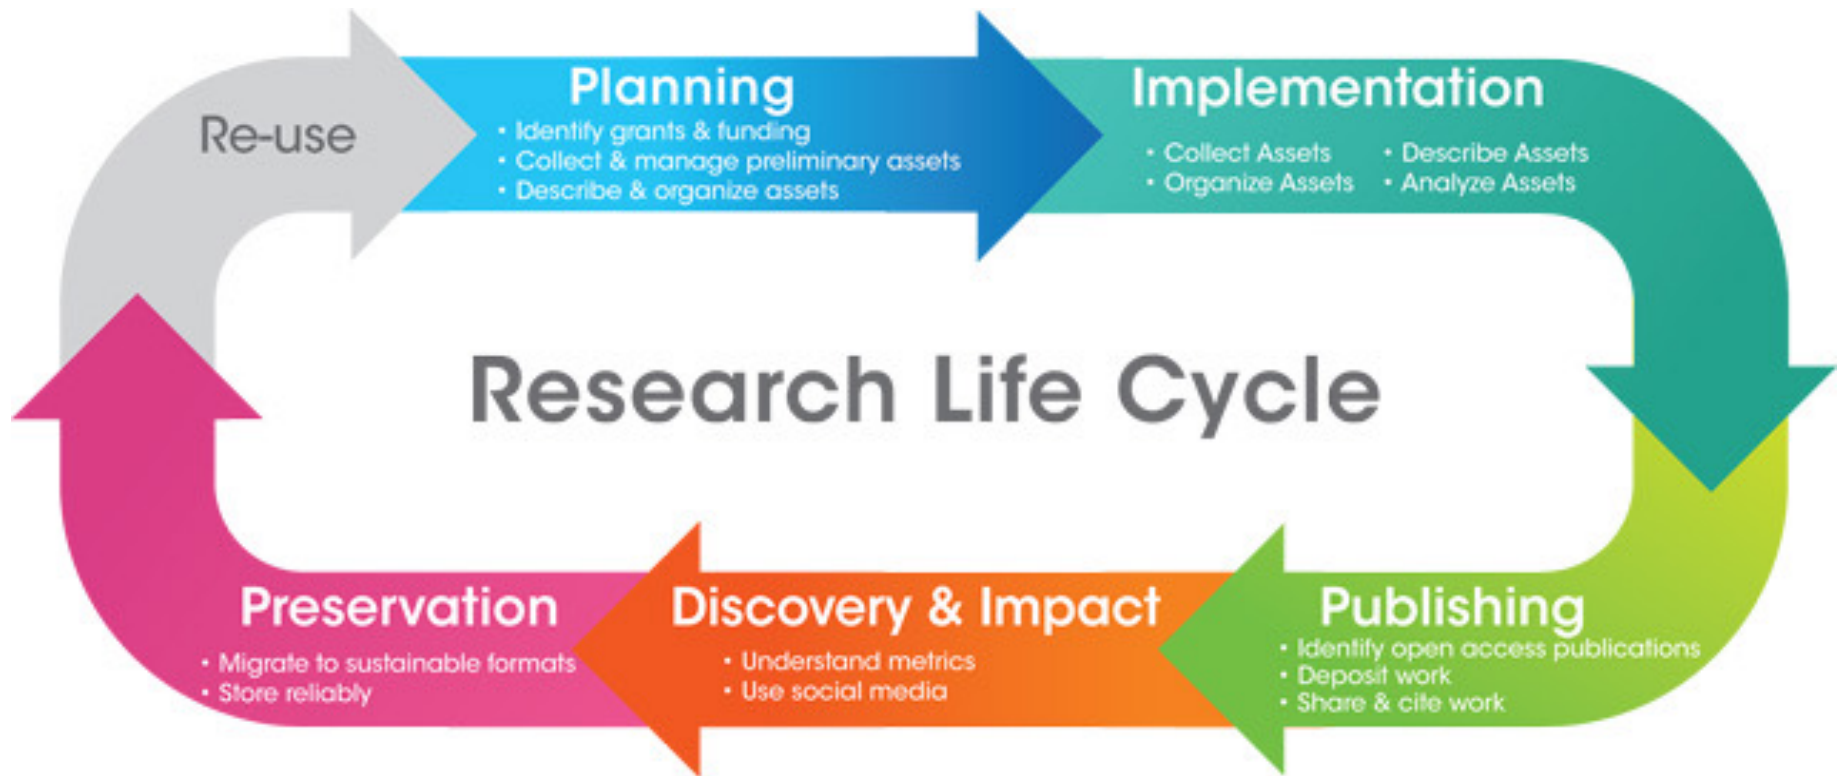 Re-use
Planning
• Identify grants & funding
• Collect & manage preliminary assets
• Describe & organize assets
Implementation
• Collect Assets • Describe Assets
• Organize Assets • Analyze Assets
Research Life Cycle
Preservation
• Migrate to sustainable formats
• Store reliably
Discovery & Impact
• Understand metrics
• Use social media
Publishing
• Identify open access publications
• Deposit work
• Share & cite work